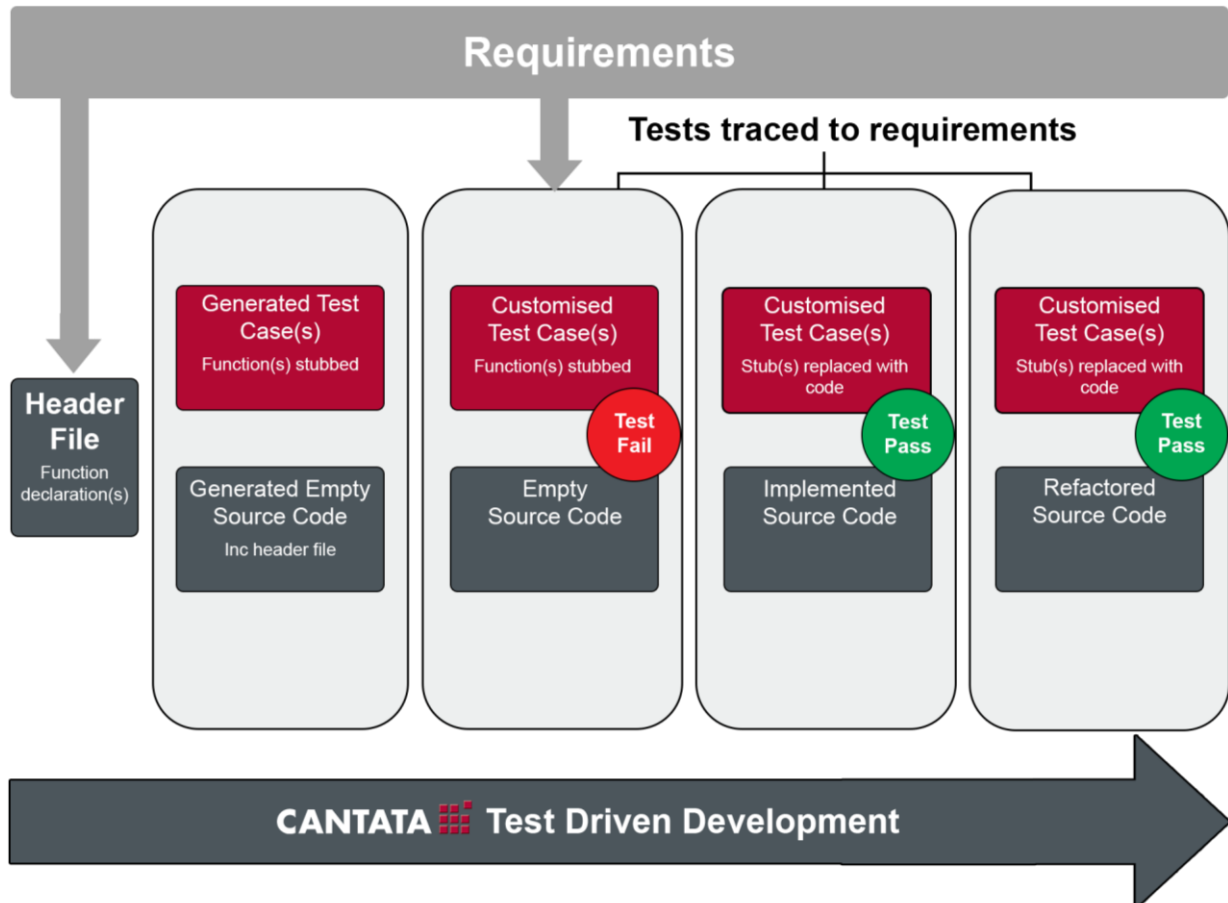 Requirements
Tests traced to requirements
Header
File
Function
declaration(s)
Generated Test
Case(s)
Function(s) stubbed
Generated Empty
Source Code
Inc header file
Customised
Test Case(s)
Function(s) stubbed
Test
Fail
Empty
Source Code
Customised
Test Case(s)
Stub(s) replaced with
code
Test
Pass
Implemented
Source Code
Customised
Test Case(s)
Stub(s) replaced with
code
Test
Pass
Refactored
Source Code
CANTATA Test Driven Development